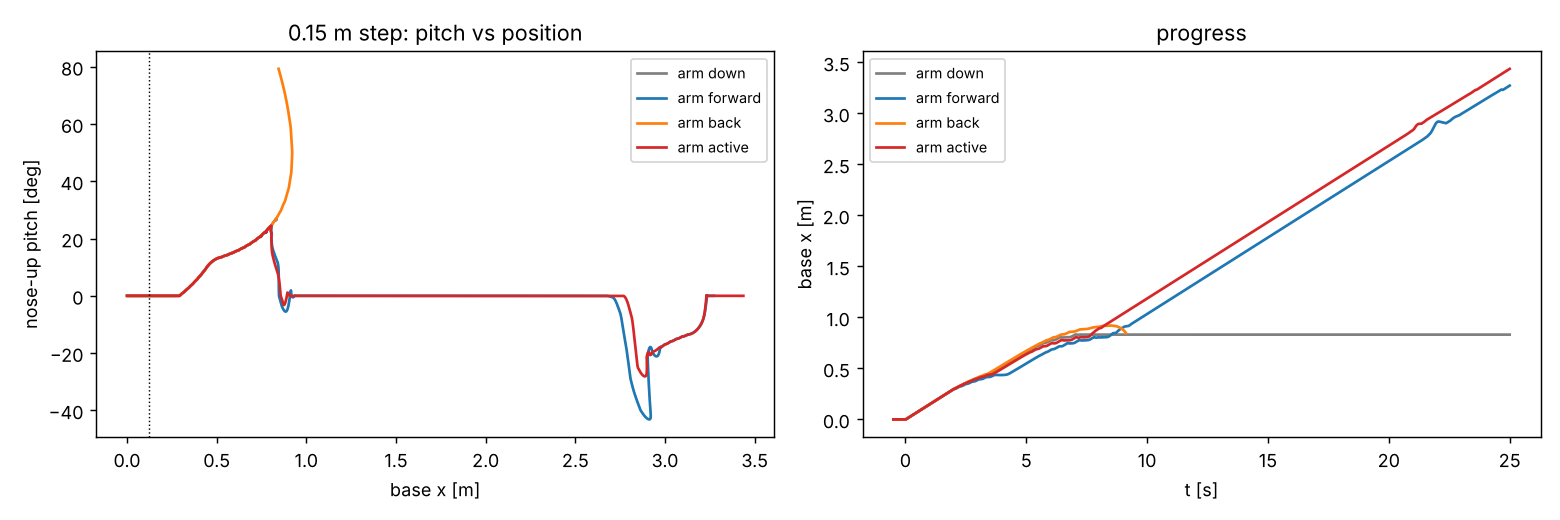 0.15 m step: pitch vs position
nose-up pitch [deg]
80
60
40
20
0
−20
−40
0.0 0.5 1.0 1.5 2.0 2.5 3.0 3.5
base x [m]
arm down
arm forward
arm back
arm active
progress
base x [m]
3.5
3.0
2.5
2.0
1.5
1.0
0.5
0.0
0 5 10 15 20 25
t [s]
arm down
arm forward
arm back
arm active